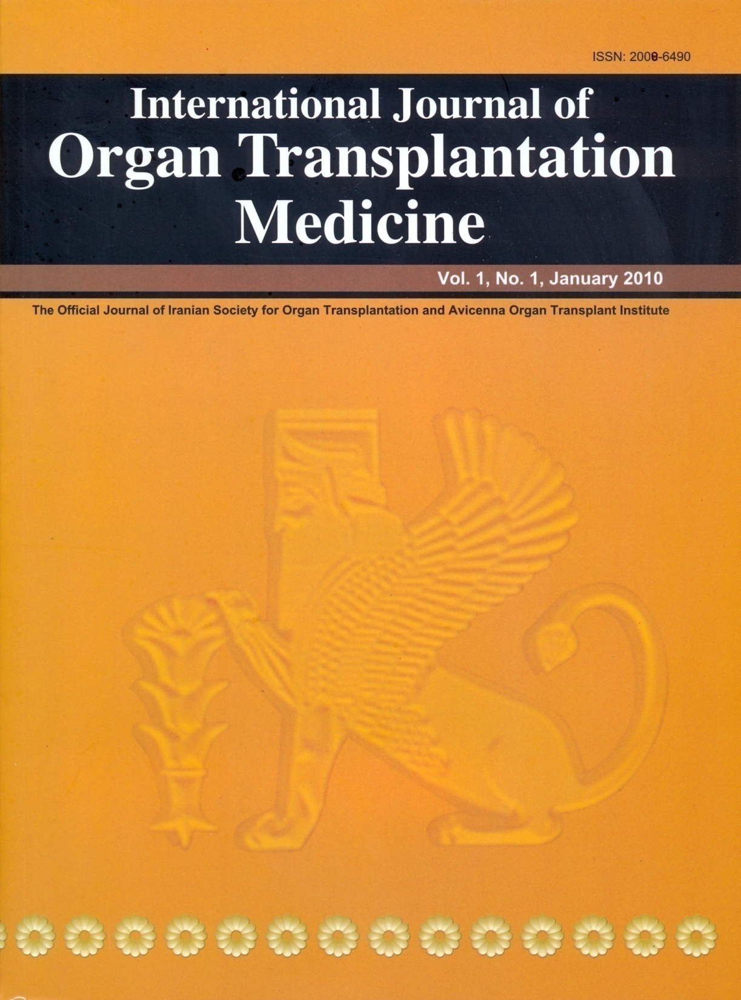 ISSN: 2008-6490
International Journal of
Organ Transplantation
Medicine
Vol. 1, No. 1, January 2010
The Official Journal of Iranian Society for Organ Transplantation and Avicenna Organ Transplant Institute